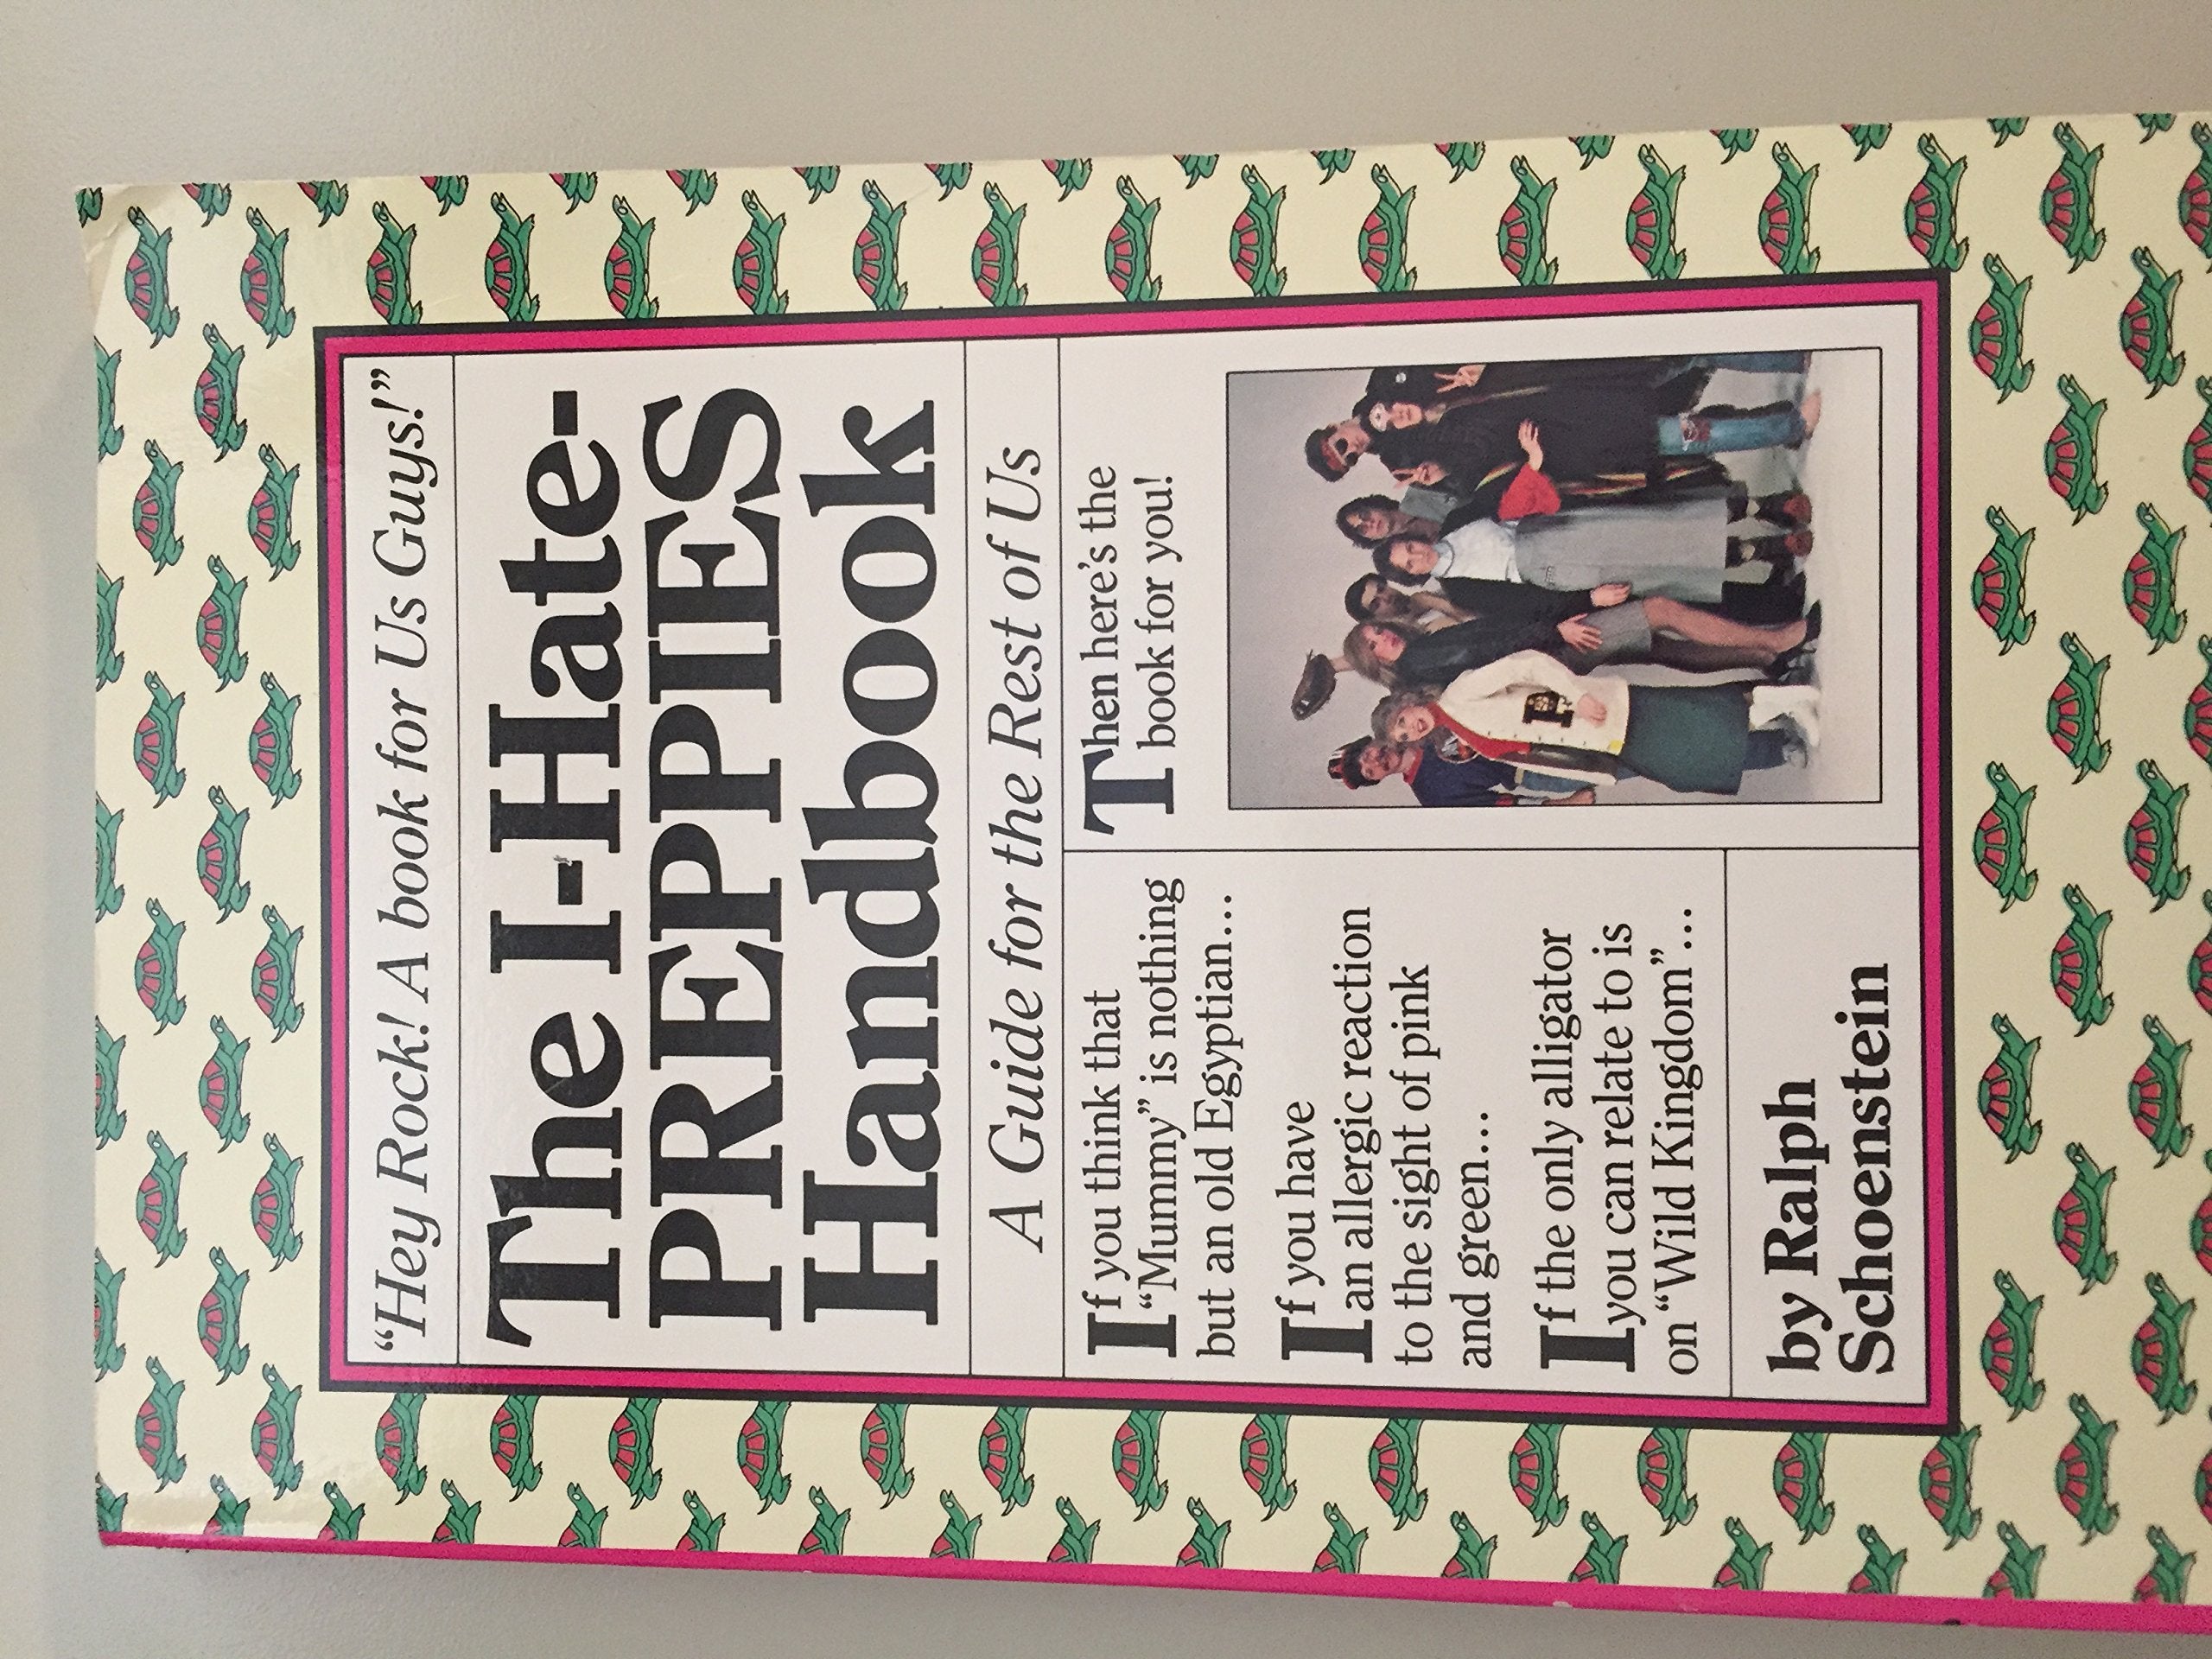 “Hey Rock! A book for Us Guys!”
The I-Hate-
PREPPIES
Handbook
A Guide for the Rest of Us
If you think that
“Mummy” is nothing
but an old Egyptian...
If you have
an allergic reaction
to the sight of pink
and green....
If the only alligator
you can relate to is
on “Wild Kingdom”...
Then here’s the
book for you!
P
by Ralph
Schoenstein